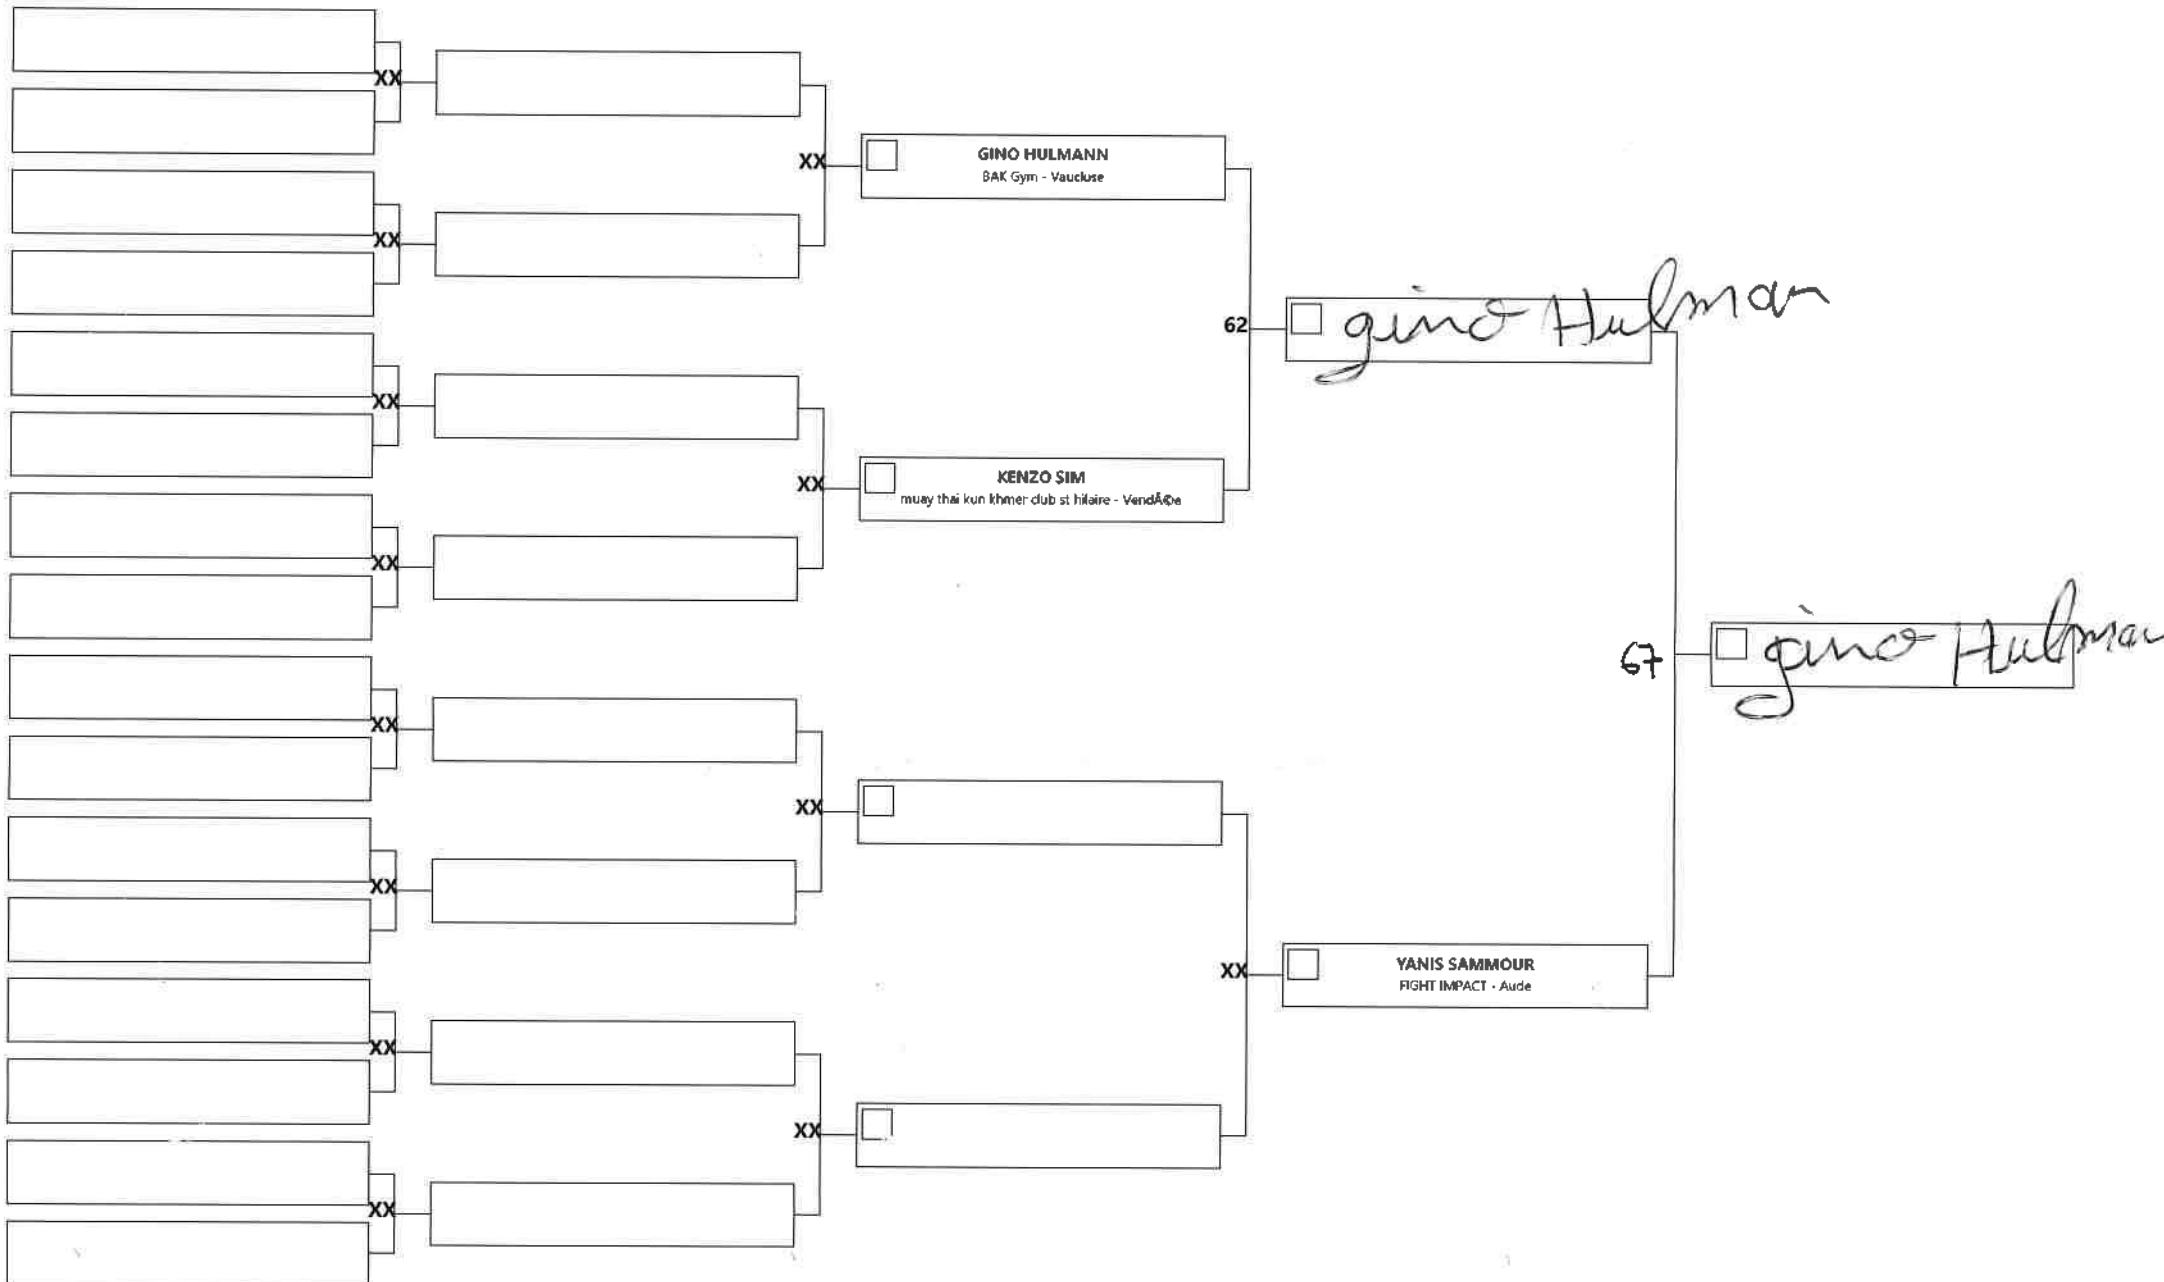 XX
XX
GINO HULMANN
BAK Gym - Vaucluse
XX
62
gino Hulman
XX
KENZO SIM
muay thai kun khmer club st hilaire - VendÃ©e
XX
XX
67
gino Hulman
XX
XX
XX
XX
YANIS SAMMOUR
FIGHT IMPACT - Aude
XX
XX
XX